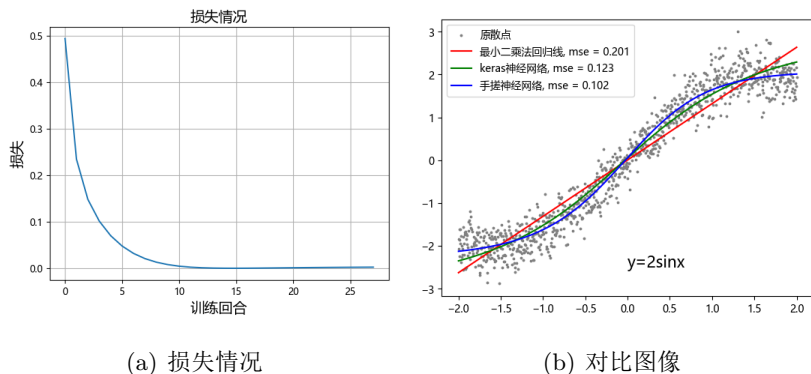 损失情况
0.5
0.4
0.3
0.2
0.1
0.0
损失
0 5 10 15 20 25
训练回合
(a) 损失情况
原散点
最小二乘法回归线, mse = 0.201
keras神经网络, mse = 0.123
手搓神经网络, mse = 0.102
3
2
1
0
−1
−2
−3
y=2sinx
−2.0 −1.5 −1.0 −0.5 0.0 0.5 1.0 1.5 2.0
(b) 对比图像